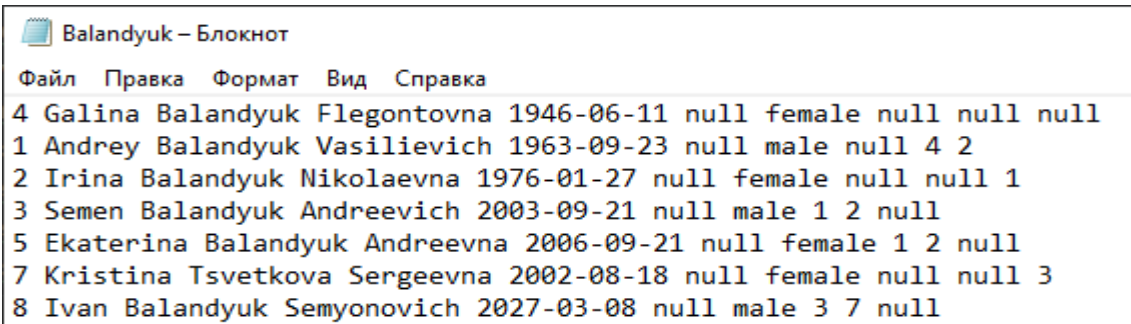 Balandyuk – Блокнот
Файл Правка Формат Вид Справка
4 Galina Balandyuk Flegontovna 1946-06-11 null female null null null
1 Andrey Balandyuk Vasilievich 1963-09-23 null male null 4 2
2 Irina Balandyuk Nikolaevna 1976-01-27 null female null null 1
3 Semen Balandyuk Andreevich 2003-09-21 null male 1 2 null
5 Ekaterina Balandyuk Andreevna 2006-09-21 null female 1 2 null
7 Kristina Tsvetkova Sergeevna 2002-08-18 null female null null 3
8 Ivan Balandyuk Semyonovich 2027-03-08 null male 3 7 null